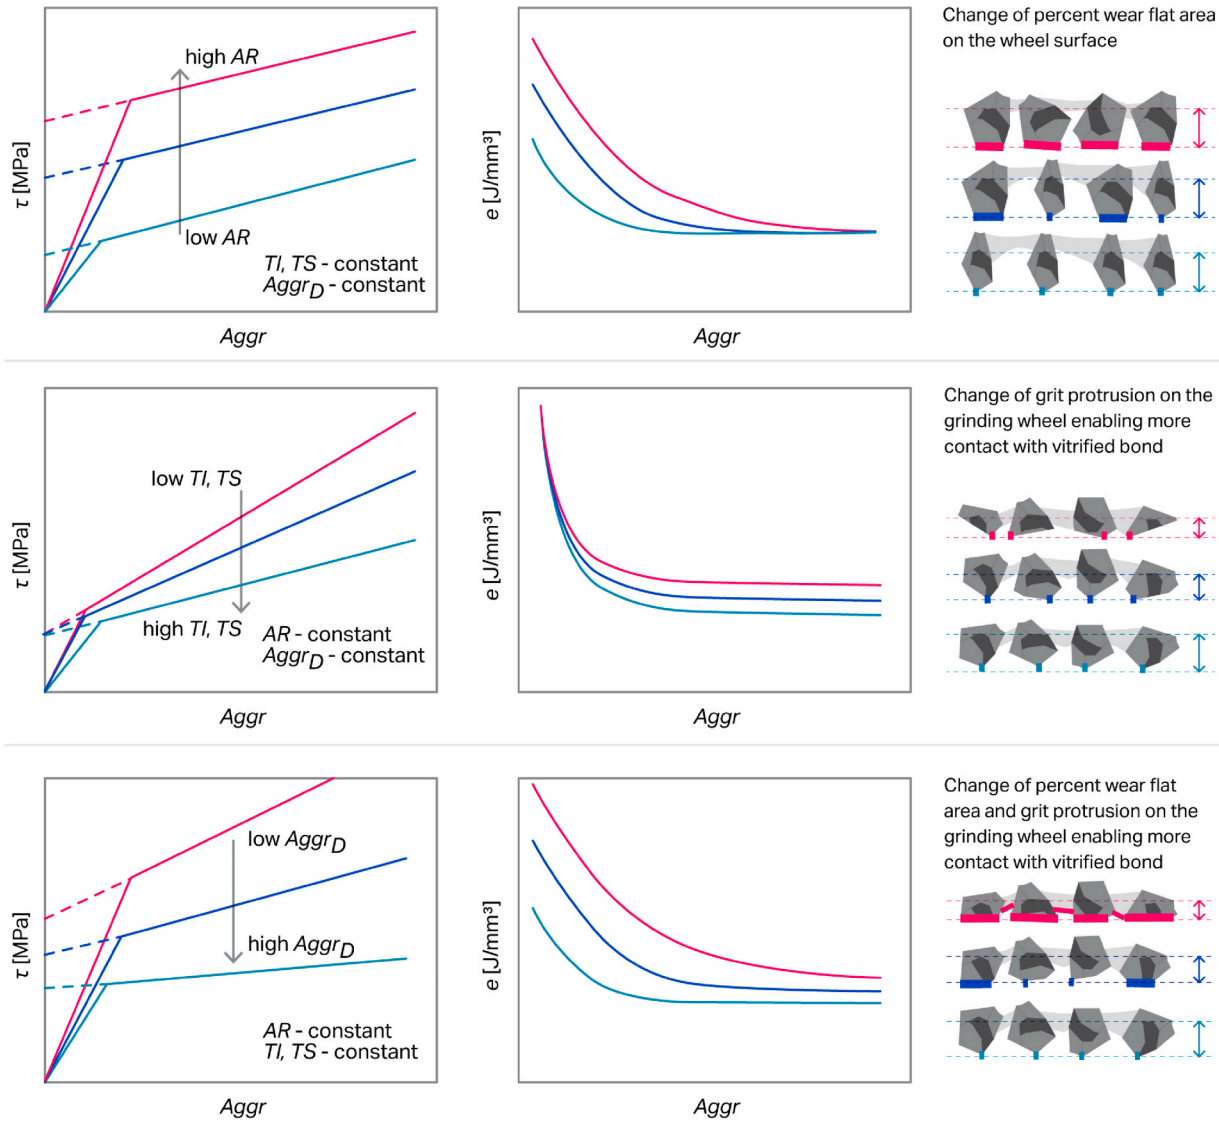 τ [MPa]
high AR
low AR
TI, TS - constant
AggrD - constant
Aggr
e [J/mm³]
Aggr
Change of percent wear flat area
on the wheel surface
τ [MPa]
low TI, TS
high TI, TS
AR - constant
AggrD - constant
Aggr
e [J/mm³]
Aggr
Change of grit protrusion on the
grinding wheel enabling more
contact with vitrified bond
τ [MPa]
low AggrD
high AggrD
AR - constant
TI, TS - constant
Aggr
e [J/mm³]
Aggr
Change of percent wear flat
area and grit protrusion on the
grinding wheel enabling more
contact with vitrified bond